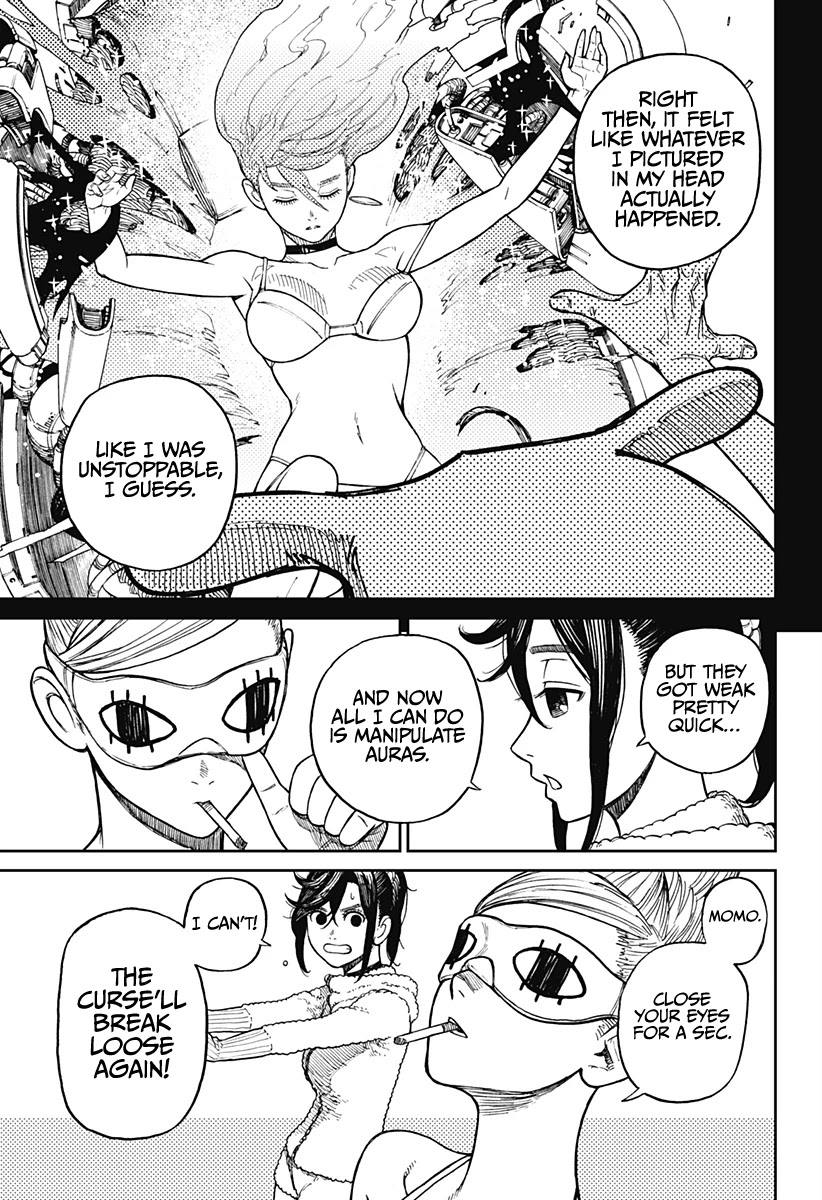 RIGHT
THEN, IT FELT
LIKE WHATEVER
I PICTURED
IN MY HEAD
ACTUALLY
HAPPENED.
LIKE I WAS
UNSTOPPABLE,
I GUESS.
BUT THEY
GOT WEAK
PRETTY
QUICK...
AND NOW
ALL I CAN DO
IS MANIPULATE
AURAS.
MOMO.
CLOSE
YOUR EYES
FOR A SEC.
I CAN'T!
THE
CURSE'LL
BREAK
LOOSE
AGAIN!